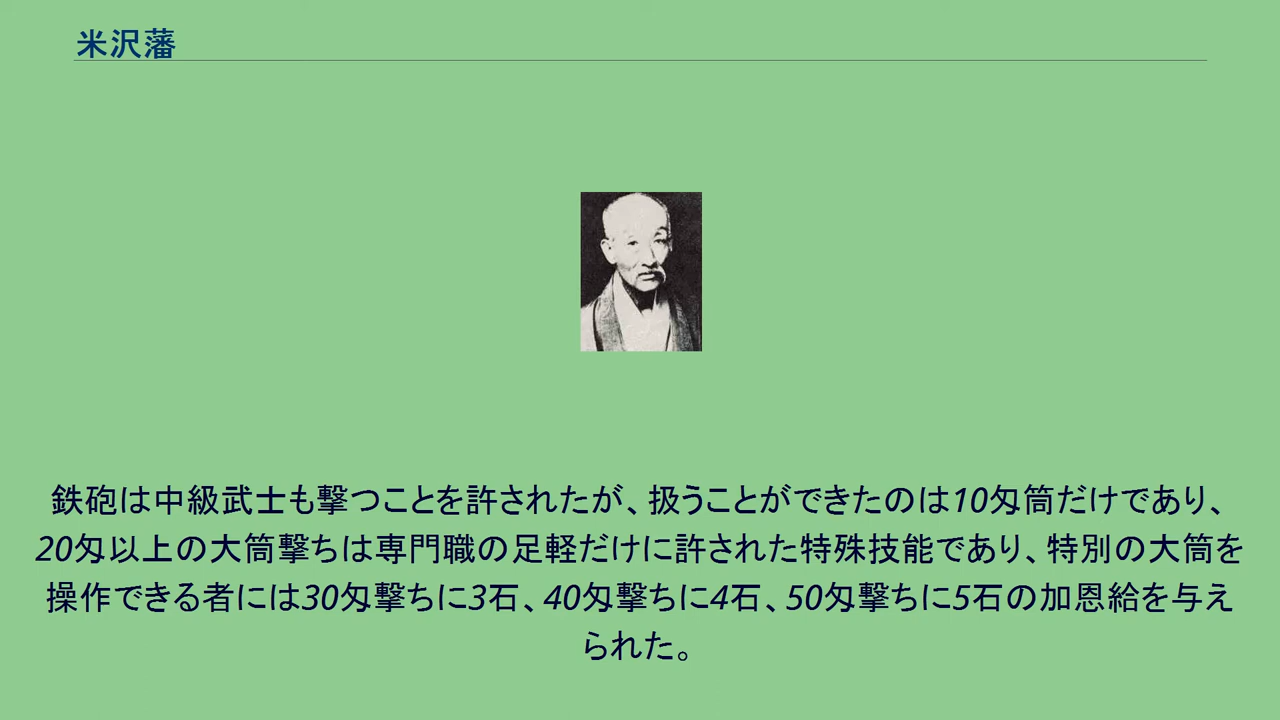 米沢藩
鉄砲は中級武士も撃つことを許されたが、扱うことができたのは10匁筒だけであり、
20匁以上の大筒撃ちは専門職の足軽だけに許された特殊技能であり、特別の大筒を
操作できる者には30匁撃ちに3石、40匁撃ちに4石、50匁撃ちに5石の加恩給を与え
られた。